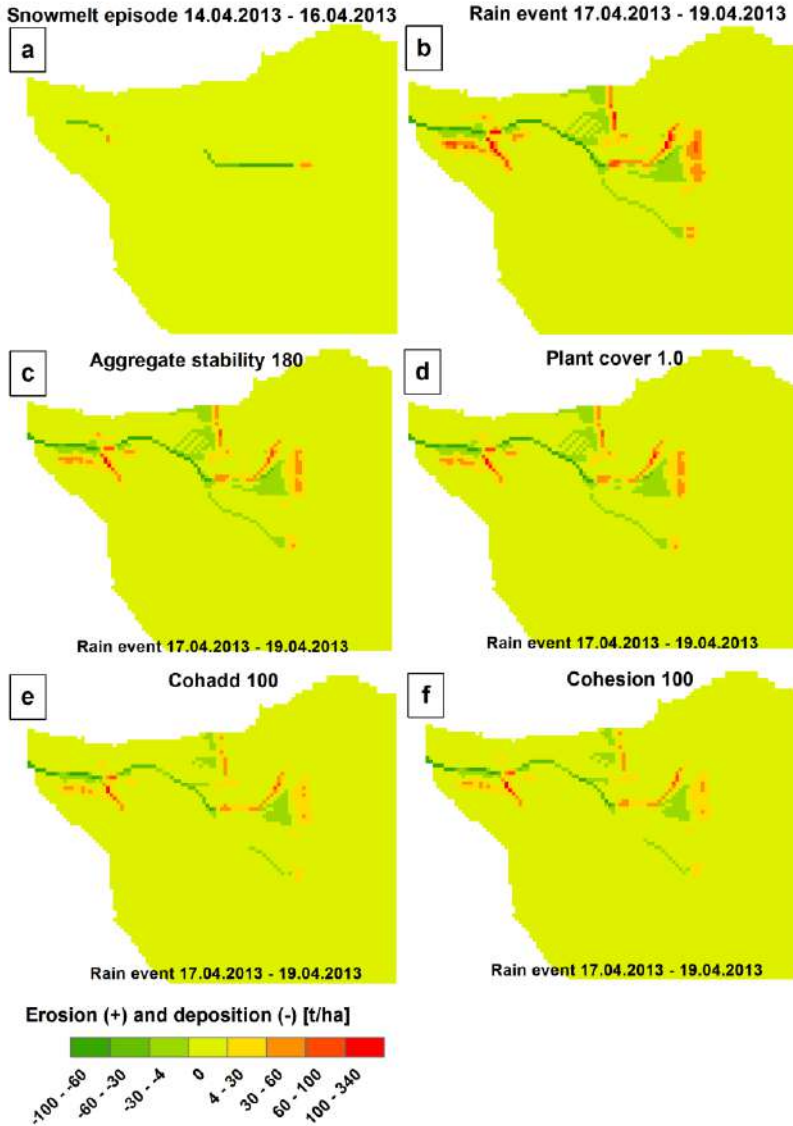 Snowmelt episode 14.04.2013 - 16.04.2013
Rain event 17.04.2013 - 19.04.2013
a
b
c
Aggregate stability 180
d
Plant cover 1.0
Rain event 17.04.2013 - 19.04.2013
Rain event 17.04.2013 - 19.04.2013
e
Cohadd 100
f
Cohesion 100
Rain event 17.04.2013 - 19.04.2013
Rain event 17.04.2013 - 19.04.2013
Erosion (+) and deposition (-) [t/ha]
-100 - -60
-60 - -30
-30 - -4
0
4 - 30
30 - 60
60 - 100
100 - 340